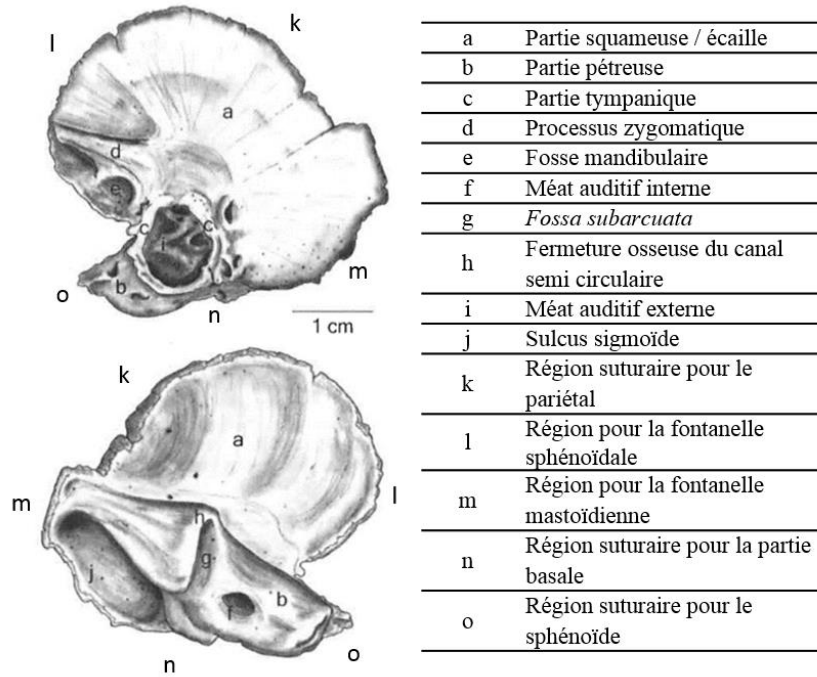 l
k
a
d
e
c
c
i
b
o
n
m
1 cm
k
a
m
l
h
g
j
b
f
n
o
a Partie squameuse / écaille
b Partie pétreuse
c Partie tympanique
d Processus zygomatique
e Fosse mandibulaire
f Méat auditif interne
g Fossa subarcuata
h Fermeture osseuse du canal
semi circulaire
i Méat auditif externe
j Sulcus sigmoïde
k Région suturaire pour le
pariétal
l Région pour la fontanelle
sphénoïdale
m Région pour la fontanelle
mastoïdienne
n Région suturaire pour la partie
basale
o Région suturaire pour le
sphénoïde